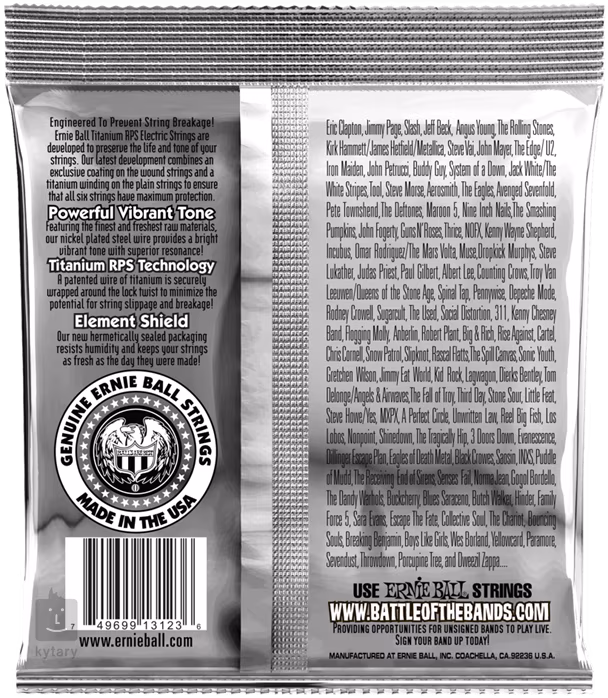 Engineered To Prevent String Breakage!
Ernie Ball Titanium RPS Electric Strings are
developed to preserve the life and tone of your
strings. Our latest development combines an
exclusive coating on the wound strings and a
titanium winding on the plain strings to ensure
that all six strings have maximum protection.
Powerful Vibrant Tone
Featuring the finest and freshest raw materials,
our nickel plated steel wire provides a bright
vibrant tone with superior resonance!
Titanium RPS Technology
A patented wire of titanium is securely
wrapped around the lock twist to minimize the
potential for string slippage and breakage!
Element Shield
Our new hermetically sealed packaging
resists humidity and keeps your strings
as fresh as the day they were made!
GENUINE ERNIE BALL STRINGS
MADE IN THE USA
7 49699 13123 6
www.ernieball.com
kytary
Eric Clapton, Jimmy Page, Slash, Jeff Beck, Angus Young, The Rolling Stones,
Kirk Hammett/James Hetfield/Metallica, Steve Vai, John Mayer, The Edge/ U2,
Iron Maiden, John Petrucci, Buddy Guy, System of a Down, Jack White/The
White Stripes, Tool, Steve Morse, Aerosmith, The Eagles, Avenged Sevenfold,
Pete Townshend, The Deftones, Maroon 5, Nine Inch Nails, The Smashing
Pumpkins, John Fogerty, Guns N' Roses, Thrice, NOFX, Kenny Wayne Shepherd,
Incubus, Omar Rodriguez/The Mars Volta, Muse, Dropkick Murphys, Steve
Lukather, Judas Priest, Paul Gilbert, Albert Lee, Counting Crows, Troy Van
Leeuwen/Queens of the Stone Age, Spinal Tap, Pennywise, Depeche Mode,
Rodney Crowell, Sugarcult, The Used, Social Distortion, 311, Kenny Chesney
Band, Flogging Molly, Anberlin, Robert Plant, Big & Rich, Rise Against, Cartel,
Chris Cornell, Snow Patrol, Slipknot, Rascal Flatts, The Spill Canvas, Sonic Youth,
Gretchen Wilson, Jimmy Eat World, Kid Rock, Lagwagon, Dierks Bentley, Tom
Delonge/Angels & Airwaves, The Fall of Troy, Third Day, Stone Sour, Little Feat,
Steve Howe/Yes, MXPX, A Perfect Circle, Unwritten Law, Reel Big Fish, Los
Lobos, Nonpoint, Shinedown, The Tragically Hip, 3 Doors Down, Evanescence,
Dillinger Escape Plan, Eagles of Death Metal, Black Crowes, Saosin, INXS, Puddle
of Mudd, The Receiving End of Sirens, Senses Fail, Norma Jean, Gogol Bordello,
The Dandy Warhols, Buckcherry, Blues Saraceno, Butch Walker, Hinder, Family
Force 5, Sara Evans, Escape The Fate, Collective Soul, The Chariot, Bouncing
Souls, Breaking Benjamin, Boys Like Girls, Wes Borland, Yellowcard, Paramore,
Sevendust, Throwdown, Porcupine Tree, and Dweezil Zappa....
USE ERNIE BALL STRINGS
WWW.BATTLEOFTHEBANDS.COM
PROVIDING OPPORTUNITIES FOR UNSIGNED BANDS TO PLAY LIVE.
SIGN YOUR BAND UP TODAY!
MANUFACTURED AT ERNIE BALL, INC. COACHELLA, CA.92236 U.S.A.